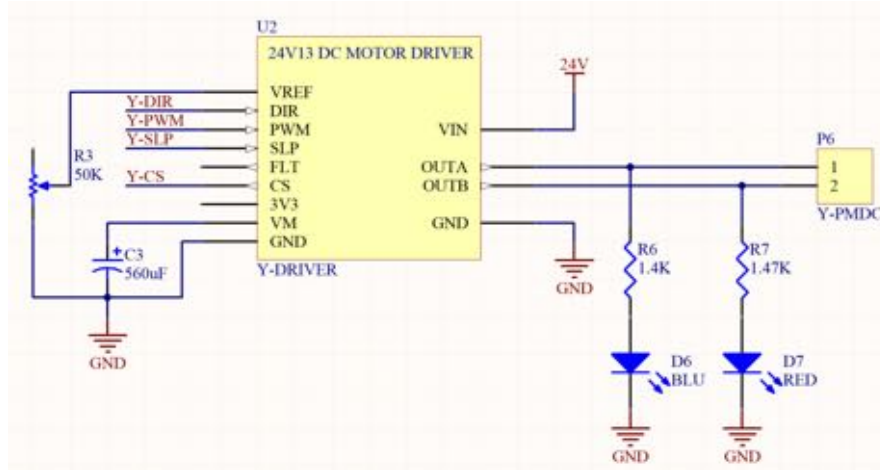 U2
24V13 DC MOTOR DRIVER
VREF
DIR
PWM
SLP
FLT
CS
3V3
VM
GND
VIN
OUTA
OUTB
GND
Y-DRIVER
Y-DIR
Y-PWM
Y-SLP
Y-CS
R3
50K
C3
560uF
GND
24V
GND
P6
1
2
Y-PMDC
R6
1.4K
R7
1.47K
D6
BLU
D7
RED
GND
GND